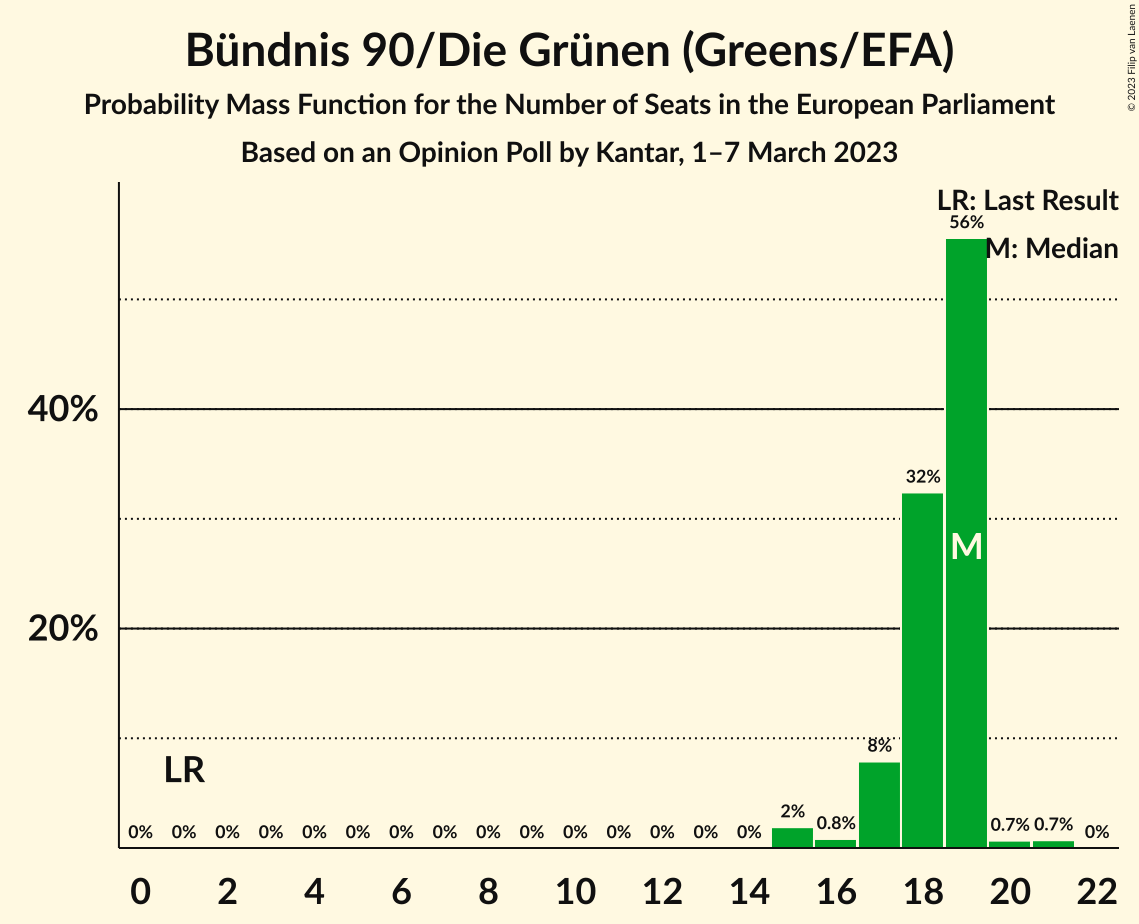 Bündnis 90/Die Grünen (Greens/EFA)
Probability Mass Function for the Number of Seats in the European Parliament
Based on an Opinion Poll by Kantar, 1–7 March 2023
© 2023 Filip van Laenen
LR: Last Result
56%
M: Median
40%
32%
M
20%
8%
LR
2%
0.8% 0.7% 0.7%
0% 0% 0% 0% 0% 0% 0% 0% 0% 0% 0% 0% 0% 0% 0% 0%
0 2 4 6 8 10 12 14 16 18 20 22